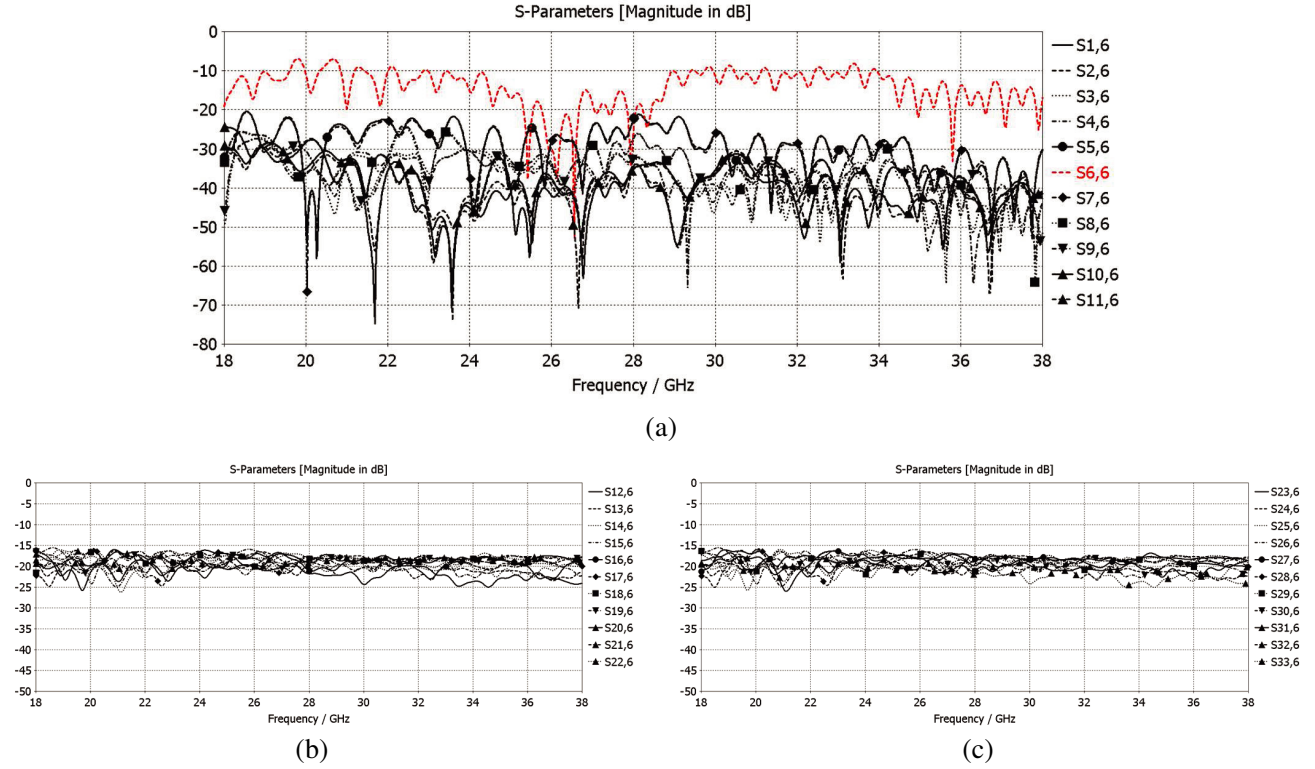 S-Parameters [Magnitude in dB]
0
-10
-20
-30
-40
-50
-60
-70
-80
18
20
22
24
26
28
30
32
34
36
38
Frequency / GHz
S1,6
S2,6
S3,6
S4,6
S5,6
S6,6
S7,6
S8,6
S9,6
S10,6
S11,6
(a)
S-Parameters [Magnitude in dB]
0
-5
-10
-15
-20
-25
-30
-35
-40
-45
-50
18
20
22
24
26
28
30
32
34
36
38
Frequency / GHz
S12,6
S13,6
S14,6
S15,6
S16,6
S17,6
S18,6
S19,6
S20,6
S21,6
S22,6
(b)
S-Parameters [Magnitude in dB]
0
-5
-10
-15
-20
-25
-30
-35
-40
-45
-50
18
20
22
24
26
28
30
32
34
36
38
Frequency / GHz
S23,6
S24,6
S25,6
S26,6
S27,6
S28,6
S29,6
S30,6
S31,6
S32,6
S33,6
(c)